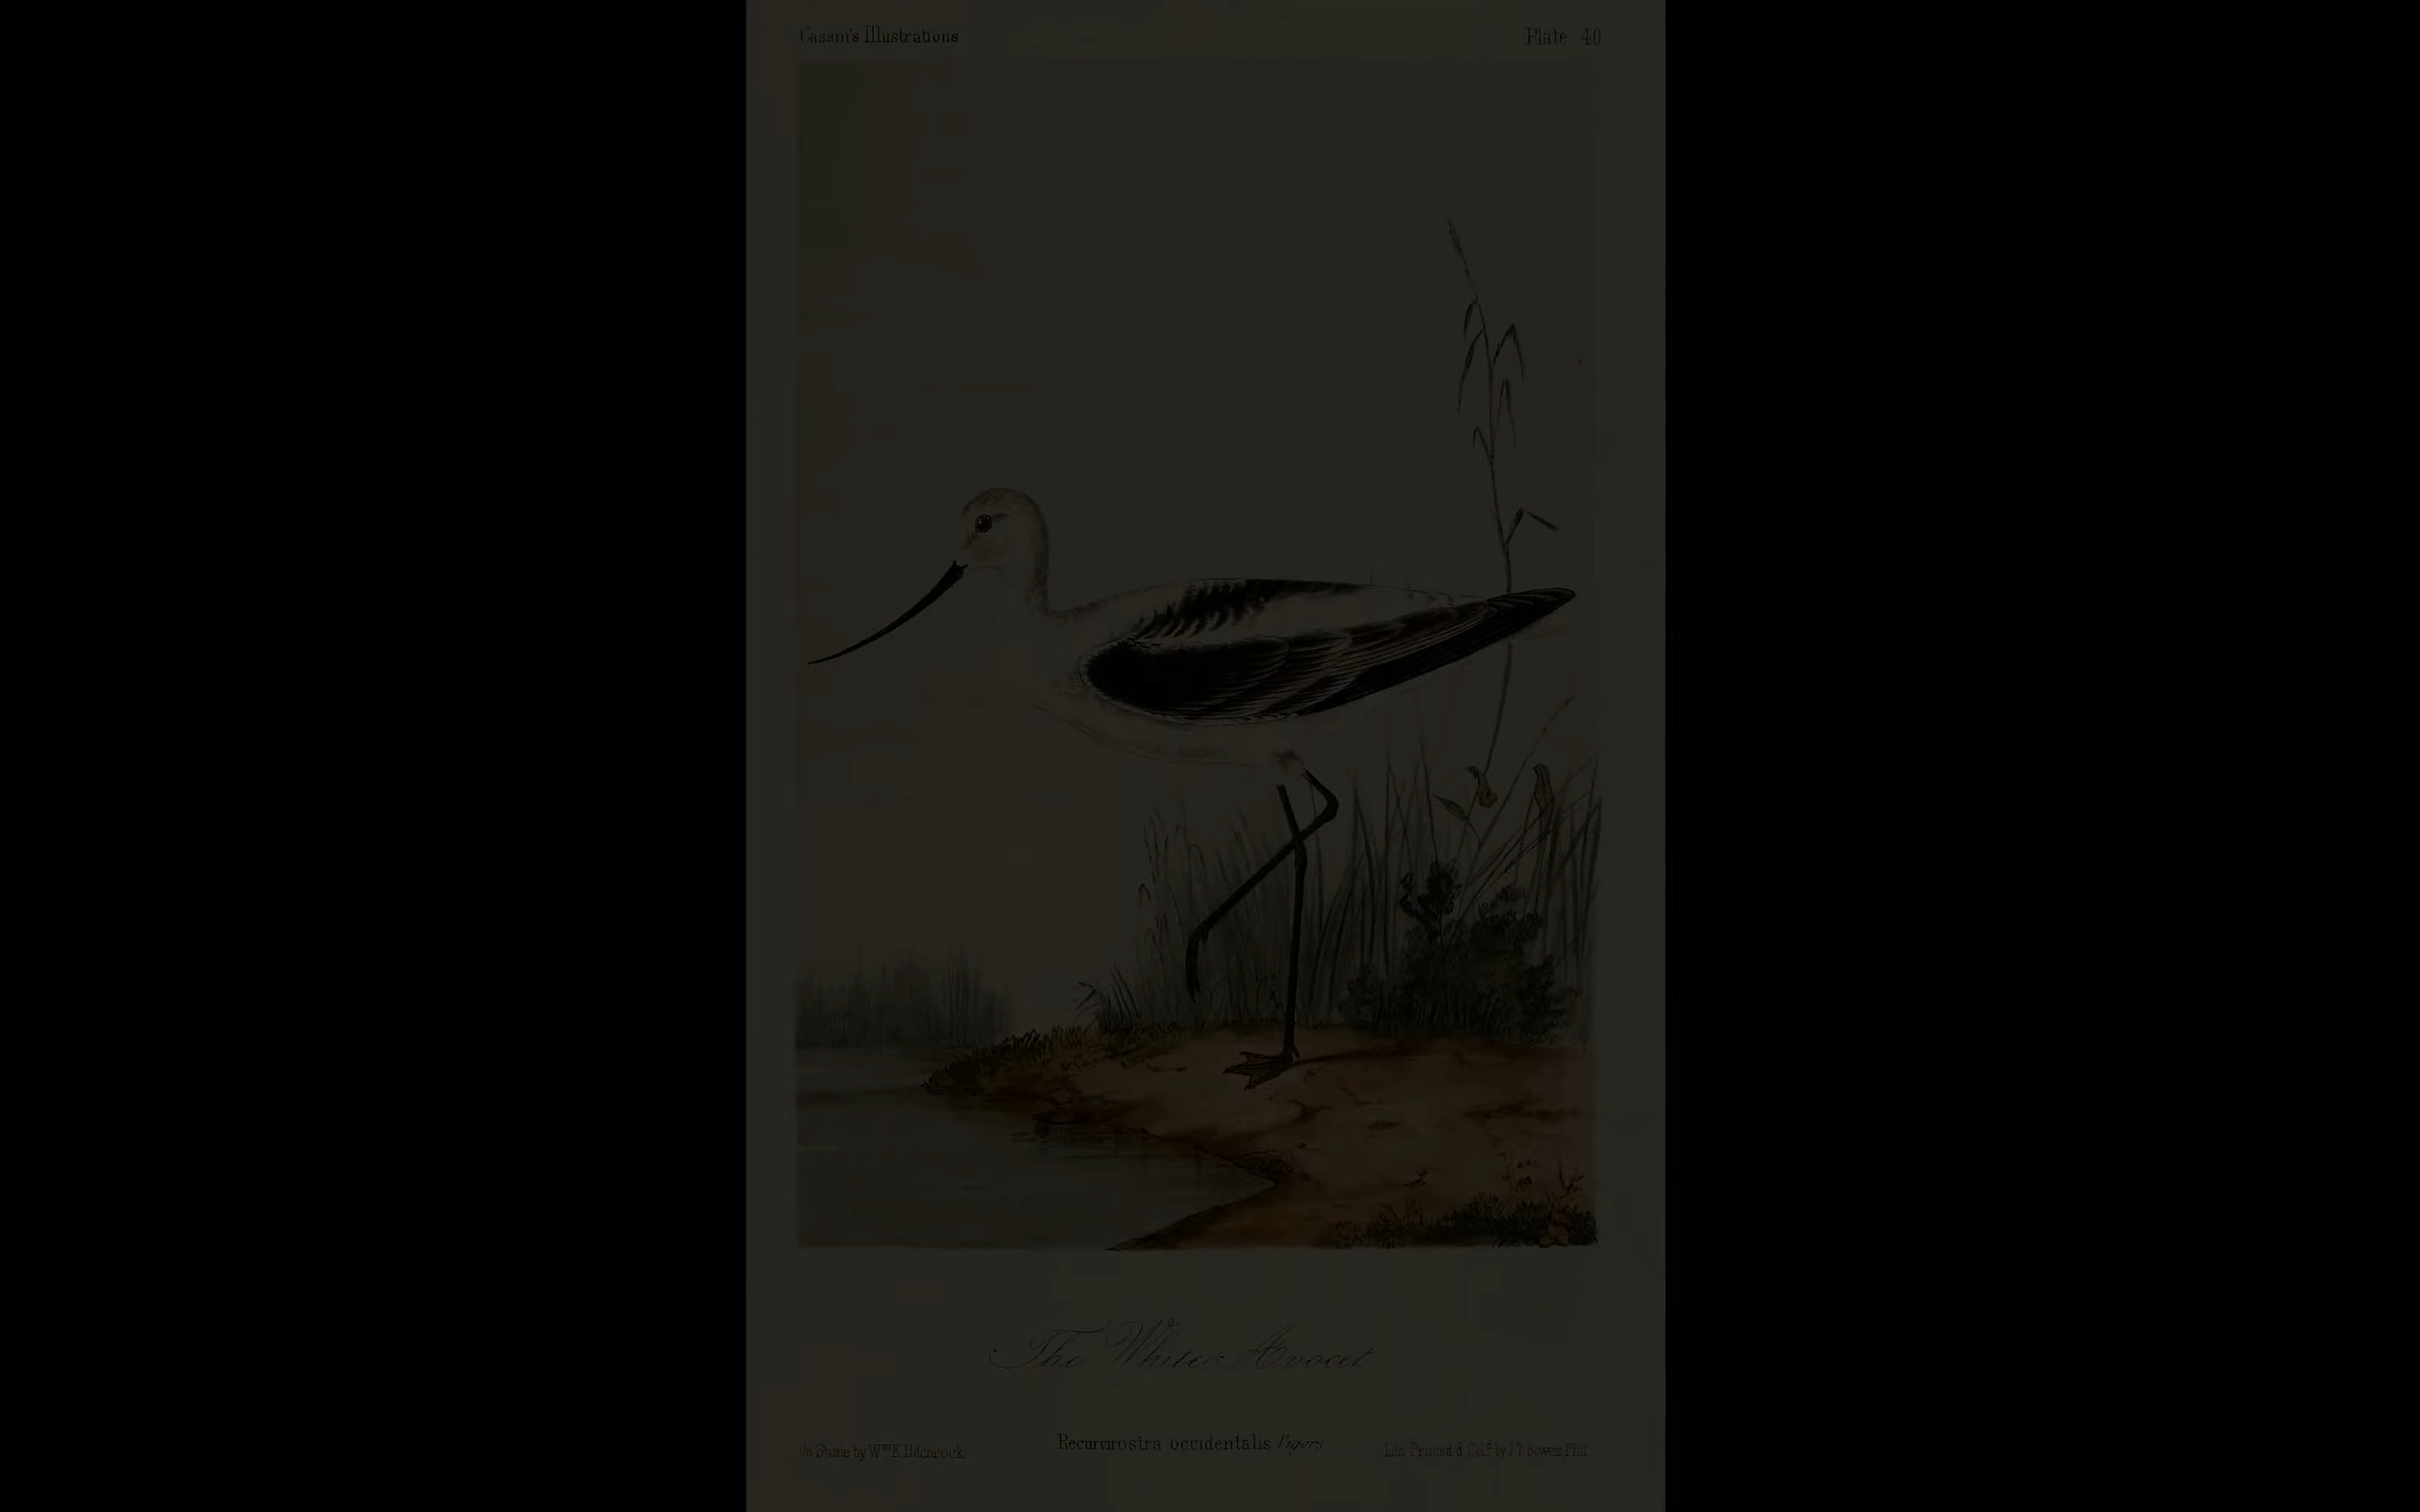 Cassin's Illustrations
Plate 40
The White Avocet
Recurvirostra occidentalis Vigors
On Stone by Wm E. Hitchcock
Lith Printed & Cold by J T Bowen, Phil